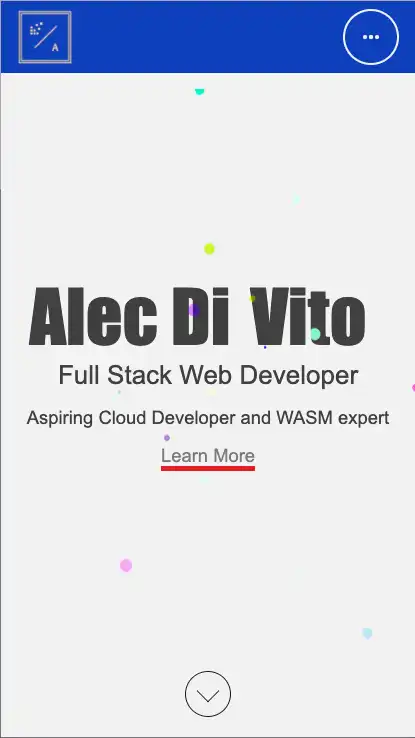 A
Alec Di Vito
Full Stack Web Developer
Aspiring Cloud Developer and WASM expert
Learn More